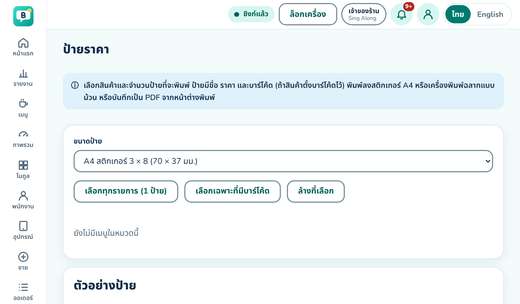 ซิงก์แล้ว
ล็อกเครื่อง
เจ้าของร้าน
Sing Along
9+
ไทย
English
หน้าแรก
รายงาน
เมนู
ภาพรวม
โมดูล
พนักงาน
อุปกรณ์
ขาย
ออเดอร์
ป้ายราคา
เลือกสินค้าและจำนวนป้ายที่จะพิมพ์ ป้ายมีชื่อ ราคา และบาร์โค้ด (ถ้าสินค้าตั้งบาร์โค้ดไว้) พิมพ์ลงสติกเกอร์ A4 หรือเครื่องพิมพ์ฉลากแบบ
ม้วน หรือบันทึกเป็น PDF จากหน้าต่างพิมพ์
ขนาดป้าย
A4 สติกเกอร์ 3 × 8 (70 × 37 มม.)
เลือกทุกรายการ (1 ป้าย)
เลือกเฉพาะที่มีบาร์โค้ด
ล้างที่เลือก
ยังไม่มีเมนูในหมวดนี้
ตัวอย่างป้าย